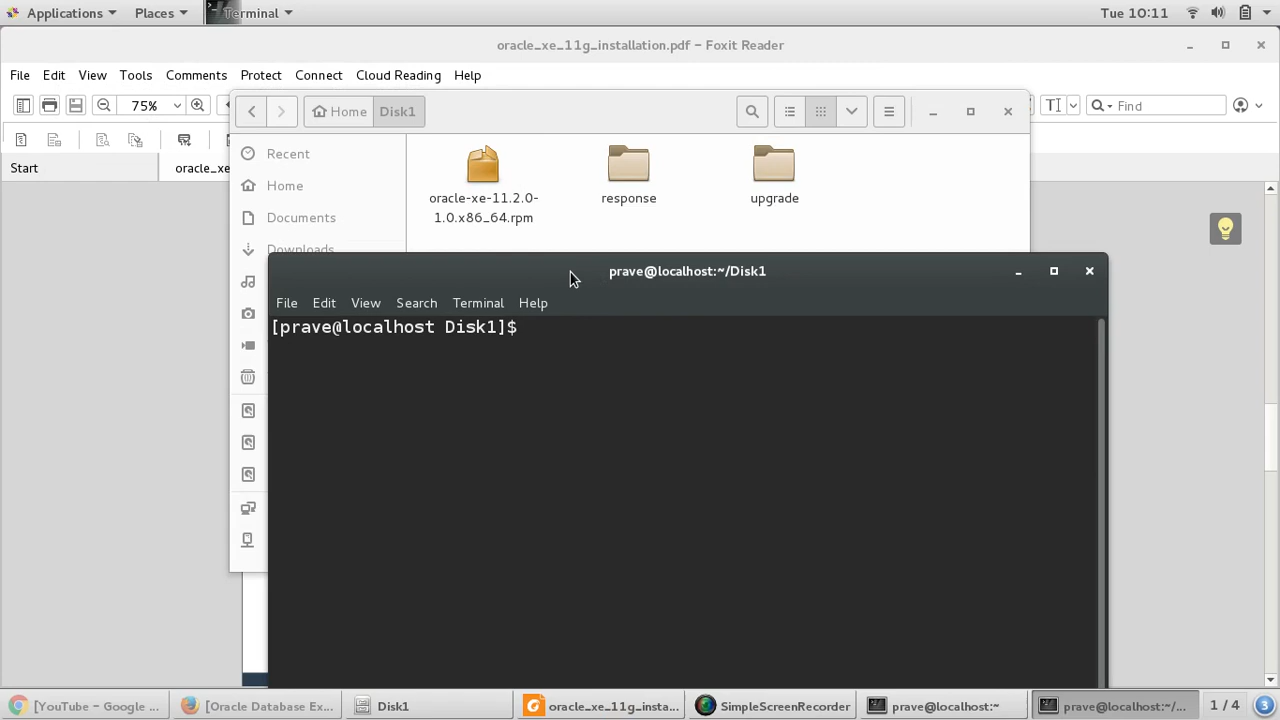 Applications Places Terminal Tue 10:11
oracle_xe_11g_installation.pdf – Foxit Reader
File Edit View Tools Comments Protect Connect Cloud Reading Help
75% Find
Home Disk1
Start oracle_xe
Recent
Home
Documents
Downloads
oracle-xe-11.2.0-
1.0.x86_64.rpm
response
upgrade
prave@localhost:~/Disk1
File Edit View Search Terminal Help
[prave@localhost Disk1]$
[YouTube – Google ... [Oracle Database Ex... Disk1 oracle_xe_11g_insta... SimpleScreenRecorder prave@localhost:~ prave@localhost:~/... 1 / 4 3